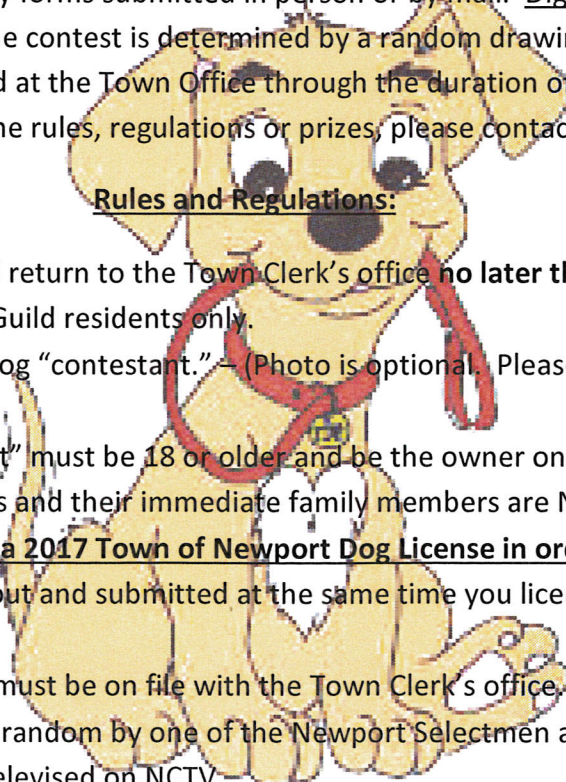 y forms submitted in person or by mail. Dig
e contest is determined by a random drawin
d at the Town Office through the duration o
ne rules, regulations or prizes, please contac
Rules and Regulations:
l return to the Town Clerk's office no later th
Guild residents only.
og “contestant.” – (Photo is optional. Pleas
t” must be 18 or older and be the owner on
s and their immediate family members are N
a 2017 Town of Newport Dog License in or
out and submitted at the same time you lice
must be on file with the Town Clerk's office.
random by one of the Newport Selectmen a
elevised on NCTV